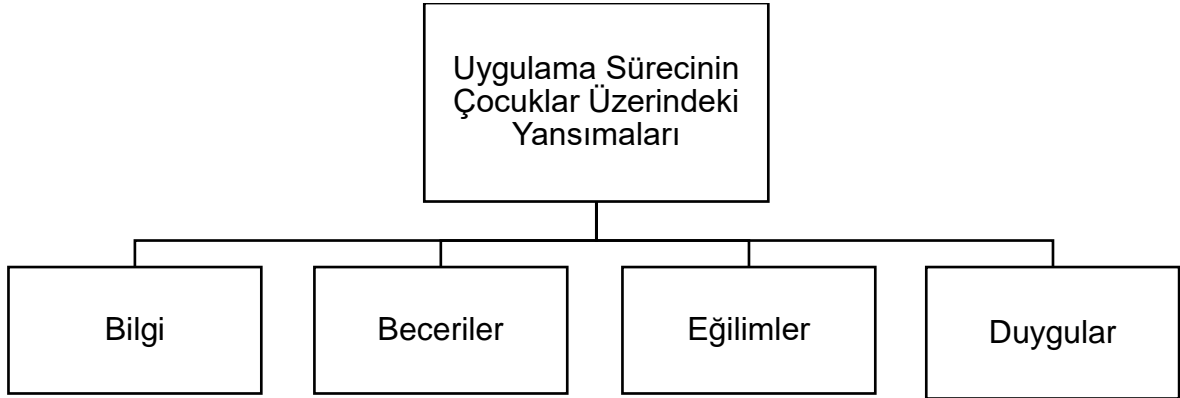 Uygulama Sürecinin
Çocuklar Üzerindeki
Yansımaları
Bilgi
Beceriler
Eğilimler
Duygular